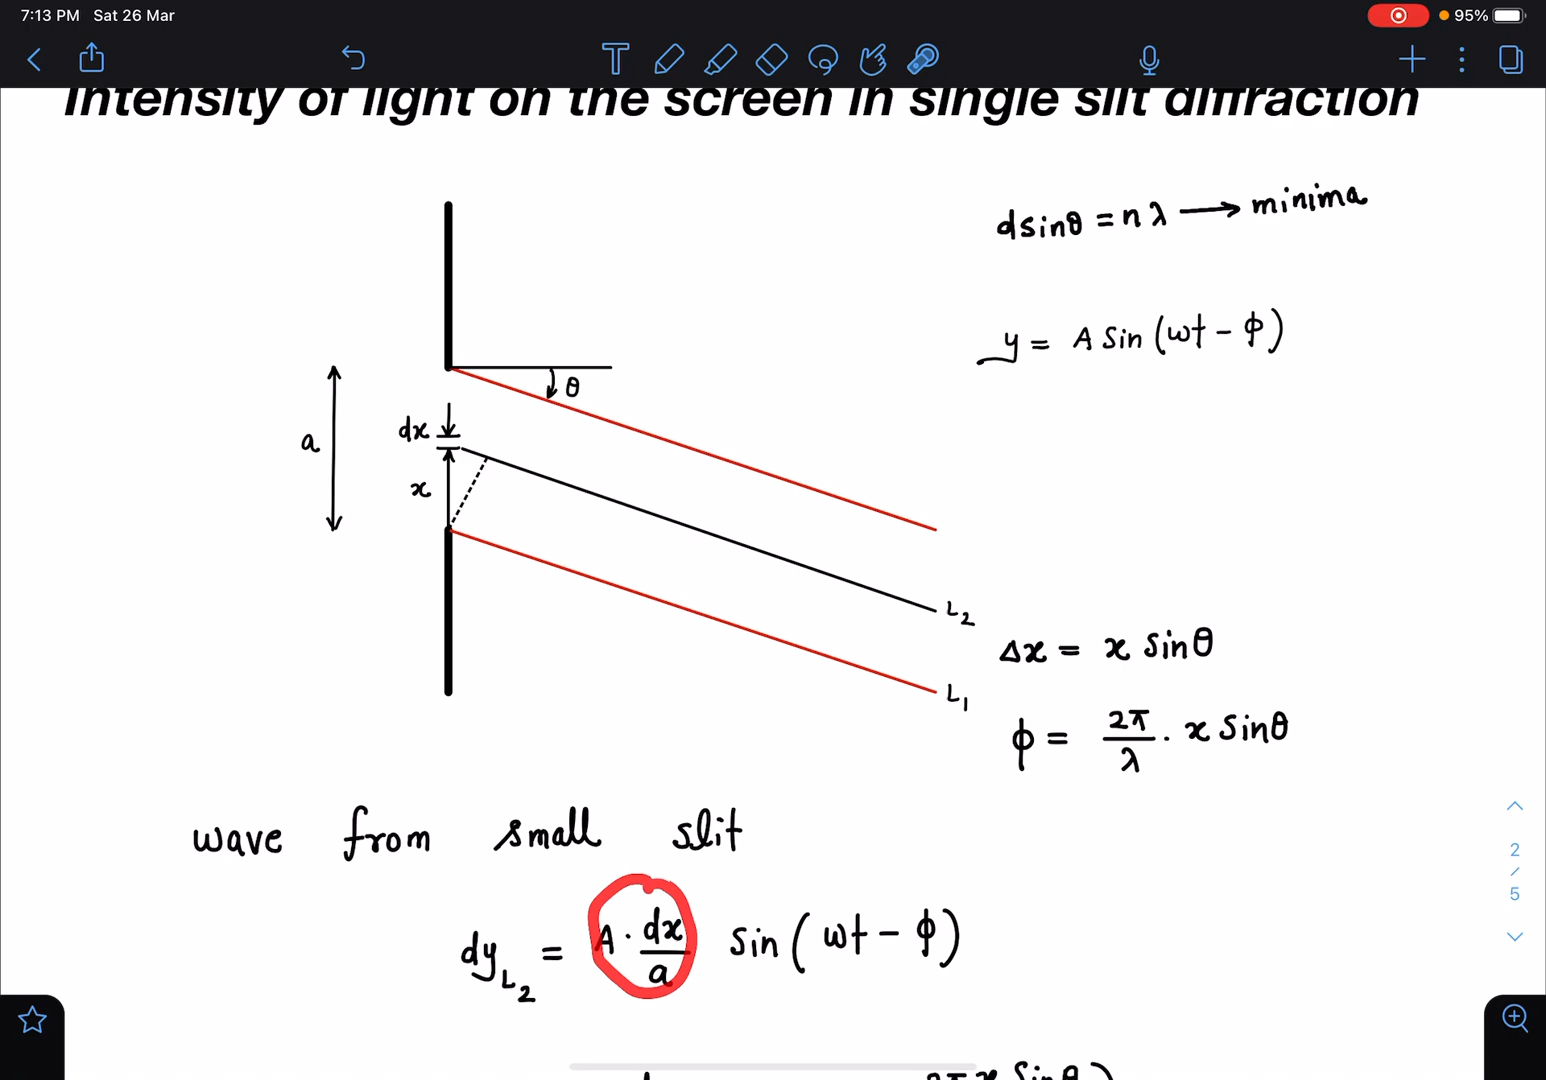 7:13 PM Sat 26 Mar
95%
Intensity of light on the screen in single slit diffraction
dsinθ = nλ → minima
y = A Sin (ωt - ϕ)
θ
dx
a
x
L₂
Δx = x sinθ
L₁
ϕ = 2π/λ . x Sinθ
wave from small slit
2
/
5
dy_L₂ = A · dx/a sin ( ωt - ϕ )